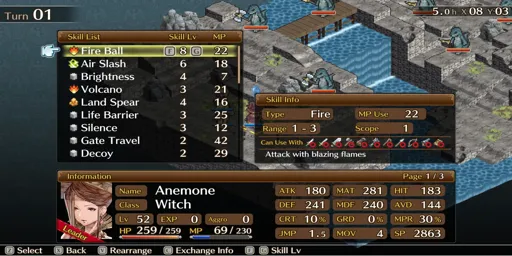 Turn 01
5.0h X08 Y03
Skill List Skill Lv MP
Fire Ball 8 22
Air Slash 6 18
Brightness 4 7
Volcano 3 21
Land Spear 4 16
Life Barrier 3 25
Silence 3 12
Gate Travel 2 42
Decoy 2 29
Skill Info
Type Fire MP Use 22
Range 1 - 3 Scope 1
Can Use With
Attack with blazing flames
Information Page 1 / 3
Name Anemone
Class Witch
Lv 52 EXP 0 Aggro 0
HP 259/259 MP 69/230
Leader
ATK 180 MAT 281 HIT 183
DEF 241 MDF 240 AVD 144
CRT 10% GRD 0% MPR 30%
JMP 1.5 MOV 4 SP 2863
Select Back Rearrange Exchange Info Skill Lv